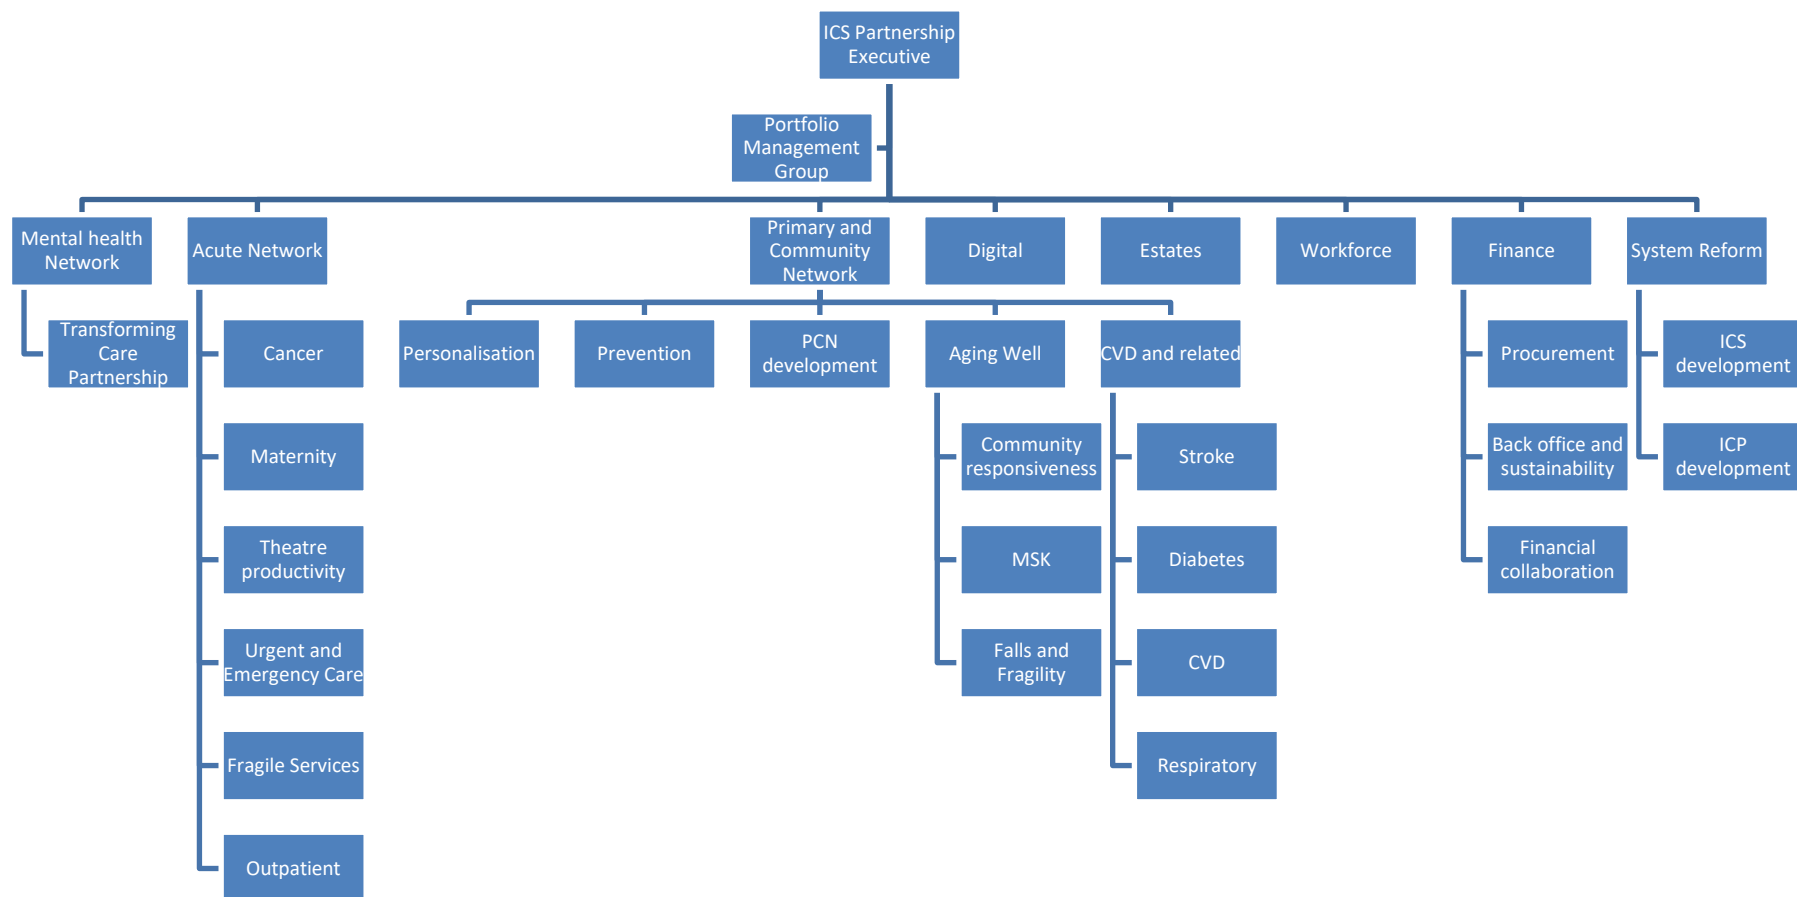 ICS Partnership
Executive
Portfolio
Management
Group
Mental health
Network
Acute Network
Primary and
Community
Network
Digital
Estates
Workforce
Finance
System Reform
Transforming
Care
Partnership
Cancer
Personalisation
Prevention
PCN
development
Aging Well
CVD and related
Procurement
ICS
development
Maternity
Community
responsiveness
Stroke
Back office and
sustainability
ICP
development
Theatre
productivity
MSK
Diabetes
Financial
collaboration
Urgent and
Emergency Care
Falls and
Fragility
CVD
Fragile Services
Respiratory
Outpatient